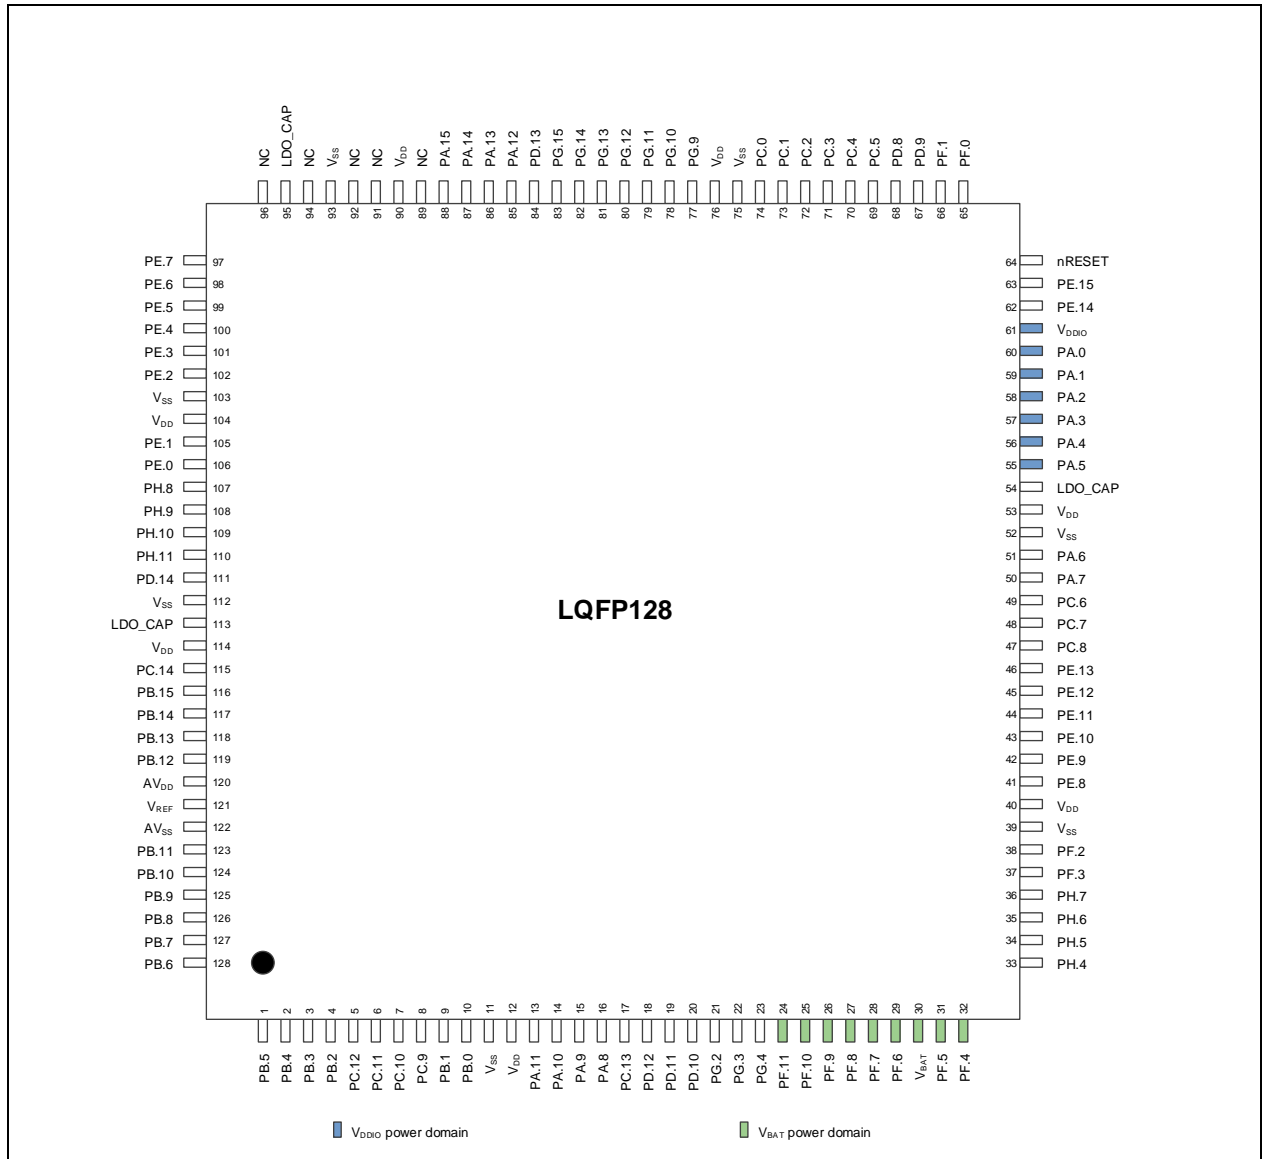 NC LDO_CAP NC VSS NC NC VDD NC PA.15 PA.14 PA.13 PA.12 PD.13 PG.15 PG.14 PG.13 PG.12 PG.11 PG.10 PG.9 VDD VSS PC.0 PC.1 PC.2 PC.3 PC.4 PC.5 PD.8 PD.9 PF.1 PF.0
96 95 94 93 92 91 90 89 88 87 86 85 84 83 82 81 80 79 78 77 76 75 74 73 72 71 70 69 68 67 66 65
PE.7 97 64 nRESET
PE.6 98 63 PE.15
PE.5 99 62 PE.14
PE.4 100 61 VDDIO
PE.3 101 60 PA.0
PE.2 102 59 PA.1
VSS 103 58 PA.2
VDD 104 57 PA.3
PE.1 105 56 PA.4
PE.0 106 55 PA.5
PH.8 107 54 LDO_CAP
PH.9 108 53 VDD
PH.10 109 52 VSS
PH.11 110 51 PA.6
PD.14 111 50 PA.7
VSS 112 49 PC.6
LQFP128
LDO_CAP 113 48 PC.7
VDD 114 47 PC.8
PC.14 115 46 PE.13
PB.15 116 45 PE.12
PB.14 117 44 PE.11
PB.13 118 43 PE.10
PB.12 119 42 PE.9
AVDD 120 41 PE.8
VREF 121 40 VDD
AVSS 122 39 VSS
PB.11 123 38 PF.2
PB.10 124 37 PF.3
PB.9 125 36 PH.7
PB.8 126 35 PH.6
PB.7 127 34 PH.5
PB.6 128 33 PH.4
1 2 3 4 5 6 7 8 9 10 11 12 13 14 15 16 17 18 19 20 21 22 23 24 25 26 27 28 29 30 31 32
PB.5 PB.4 PB.3 PB.2 PC.12 PC.11 PC.10 PC.9 PB.1 PB.0 VSS VDD PA.11 PA.10 PA.9 PA.8 PC.13 PD.12 PD.11 PD.10 PG.2 PG.3 PG.4 PF.11 PF.10 PF.9 PF.8 PF.7 PF.6 VBAT PF.5 PF.4
VDDIO power domain VBAT power domain